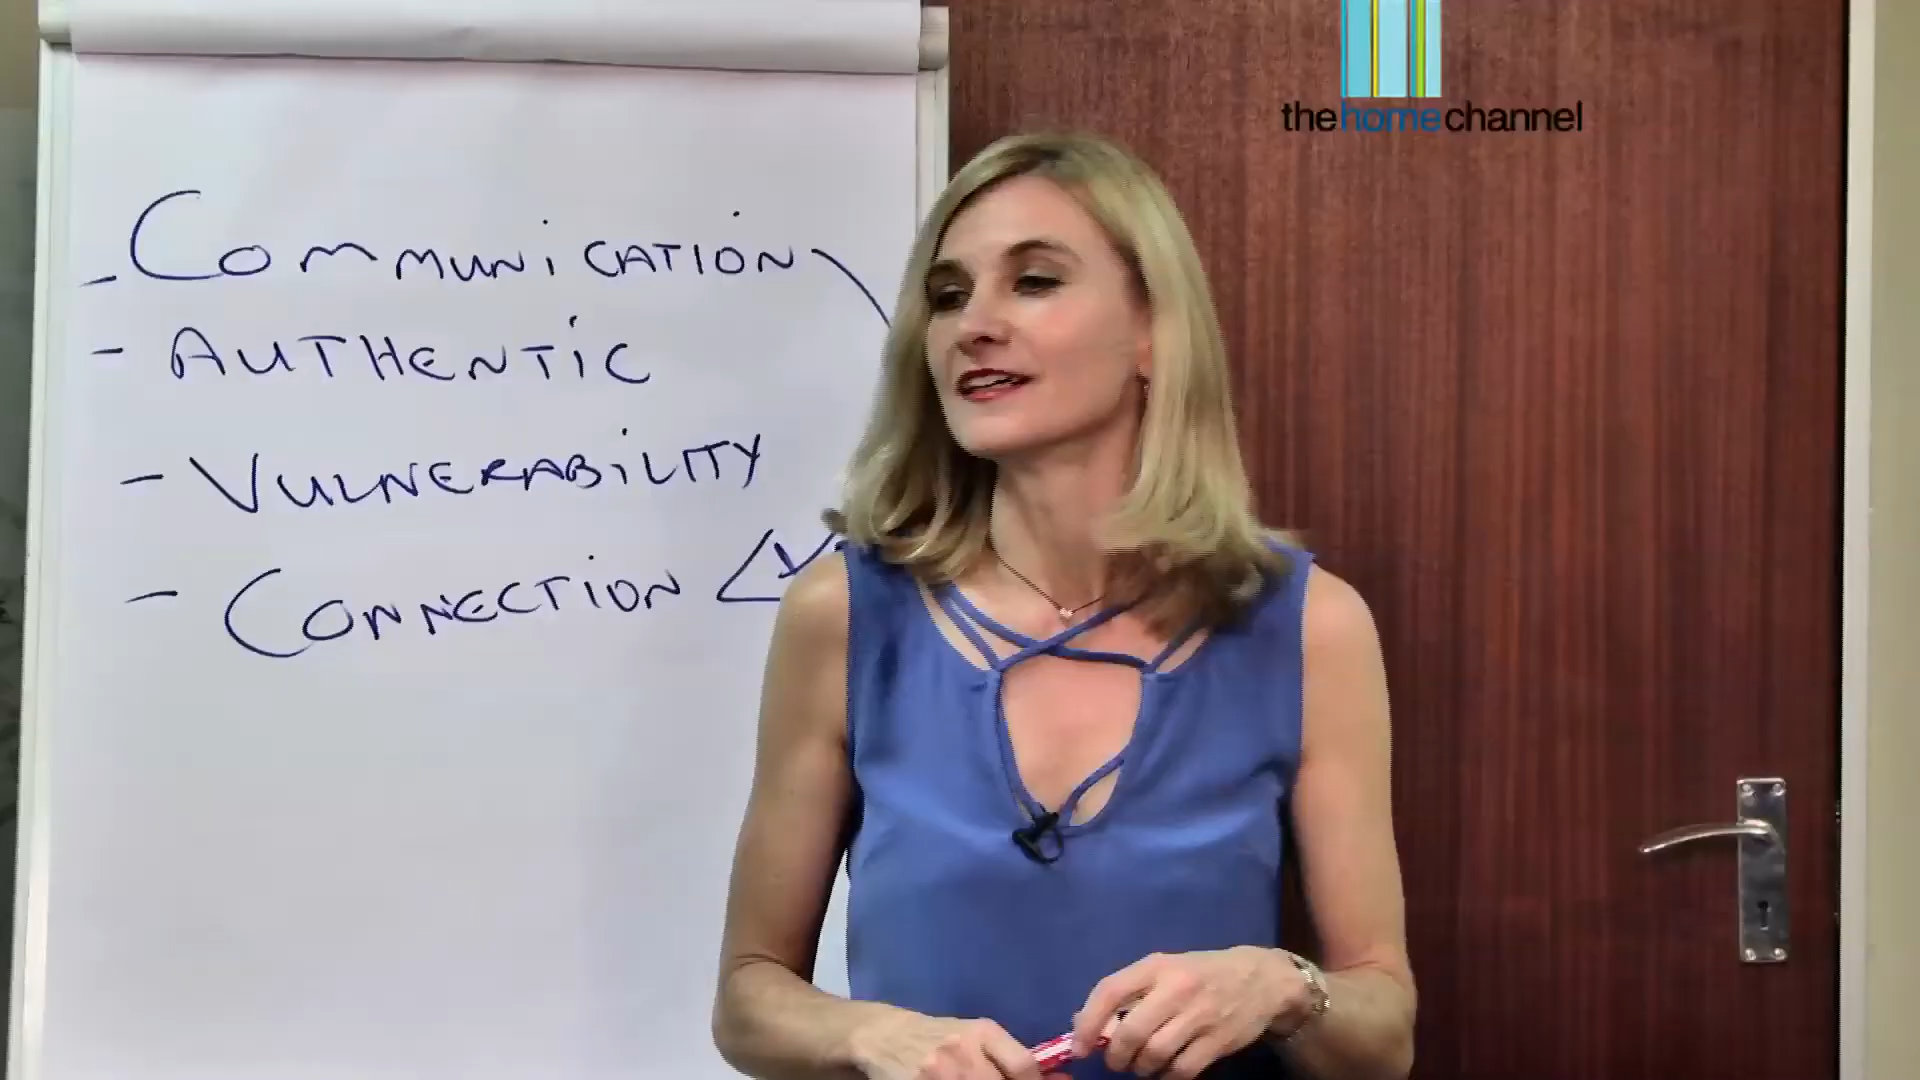 thehomechannel
- COMMUNICATION
- AUTHENTIC
- VULNERABILITY
- CONNECTION